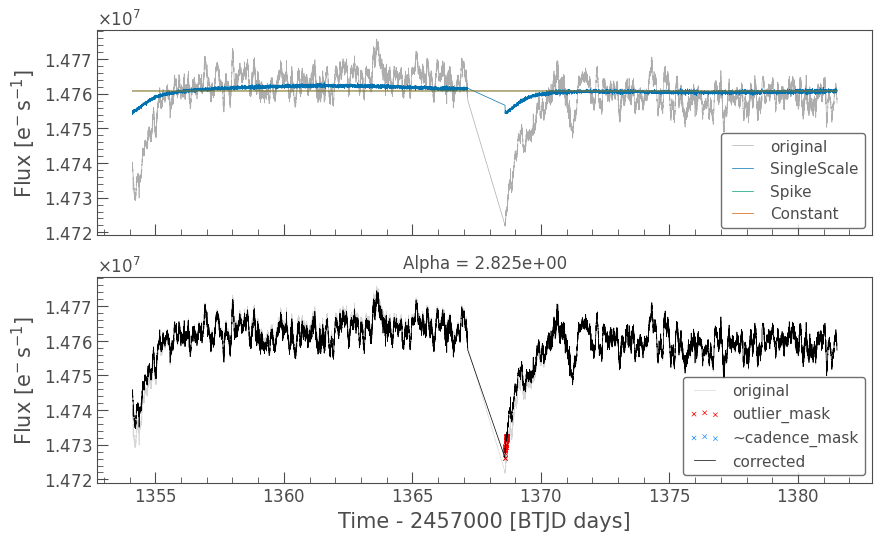 ×10⁷
1.477
1.476
1.475
1.474
1.473
1.472
Flux [e⁻ s⁻¹]
original
SingleScale
Spike
Constant
Alpha = 2.825e+00
×10⁷
1.477
1.476
1.475
1.474
1.473
1.472
Flux [e⁻ s⁻¹]
original
outlier_mask
~cadence_mask
corrected
1355 1360 1365 1370 1375 1380
Time - 2457000 [BTJD days]